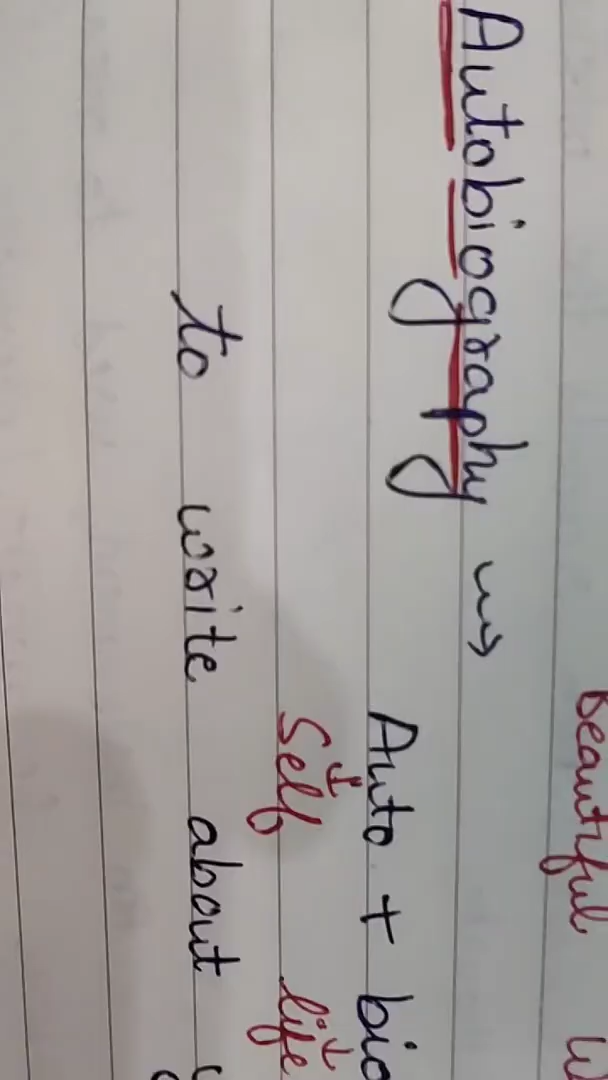 beautiful
Autobiography ⇝
Auto + bio
↓ ↓
Self life
to write about